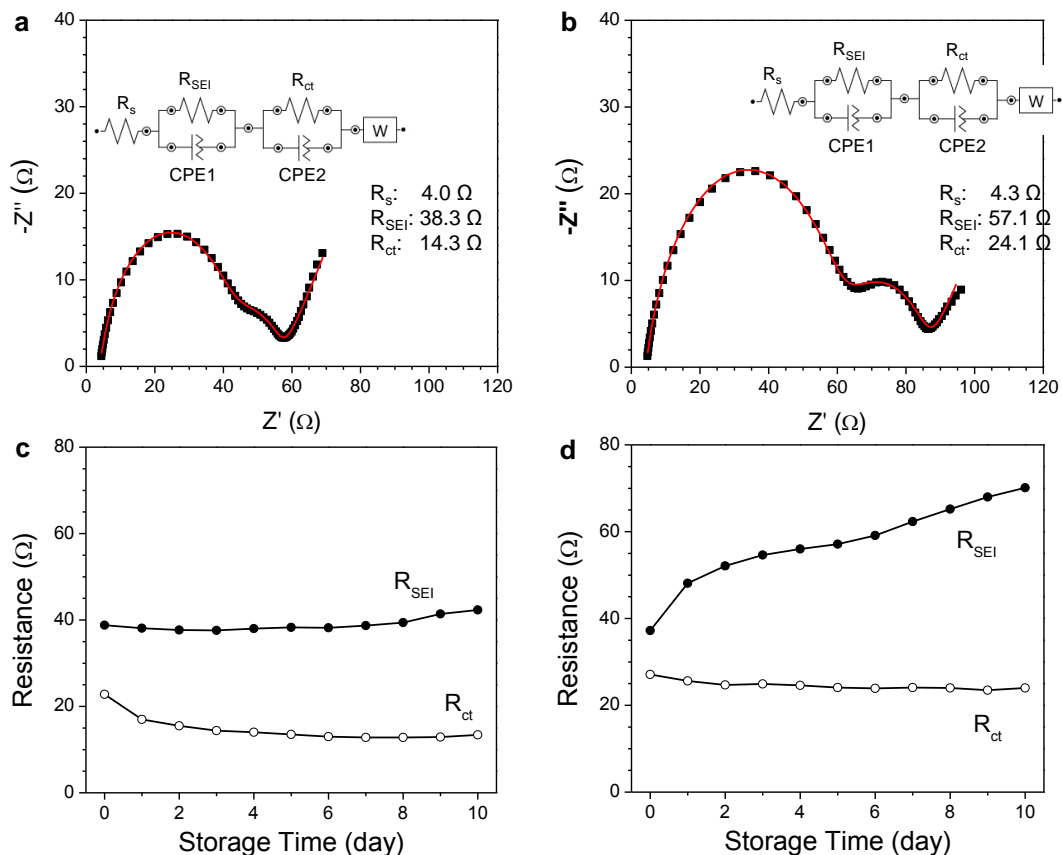 a
40
30
20
10
0
-Z'' (Ω)
R_s
R_SEI
R_ct
CPE1
CPE2
W
R_s: 4.0 Ω
R_SEI: 38.3 Ω
R_ct: 14.3 Ω
0 20 40 60 80 100 120
Z' (Ω)
b
40
30
20
10
0
-Z'' (Ω)
R_s
R_SEI
R_ct
CPE1
CPE2
W
R_s: 4.3 Ω
R_SEI: 57.1 Ω
R_ct: 24.1 Ω
0 20 40 60 80 100 120
Z' (Ω)
c
80
60
40
20
0
Resistance (Ω)
R_SEI
R_ct
0 2 4 6 8 10
Storage Time (day)
d
80
60
40
20
0
Resistance (Ω)
R_SEI
R_ct
0 2 4 6 8 10
Storage Time (day)